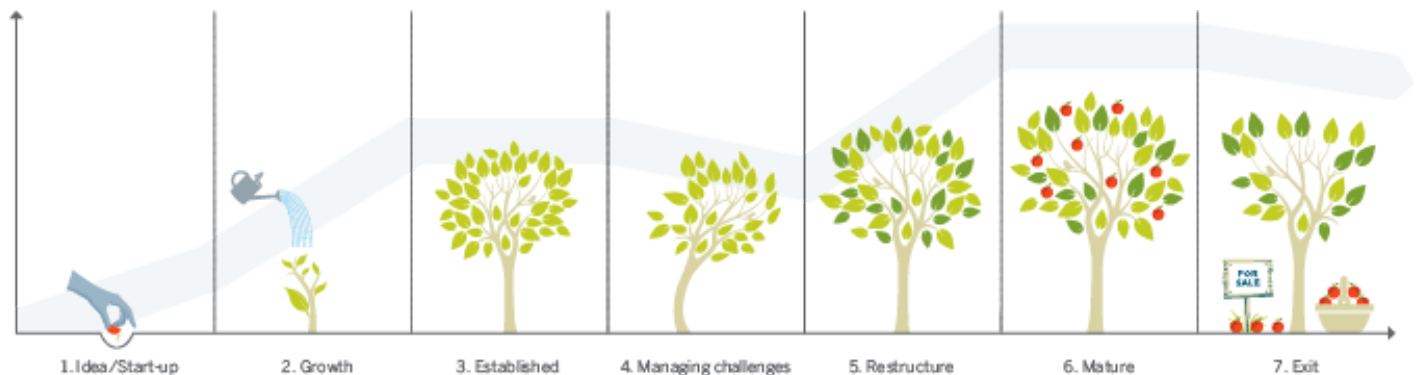 FOR
SALE
1. Idea/Start-up
2. Growth
3. Established
4. Managing challenges
5. Restructure
6. Mature
7. Exit